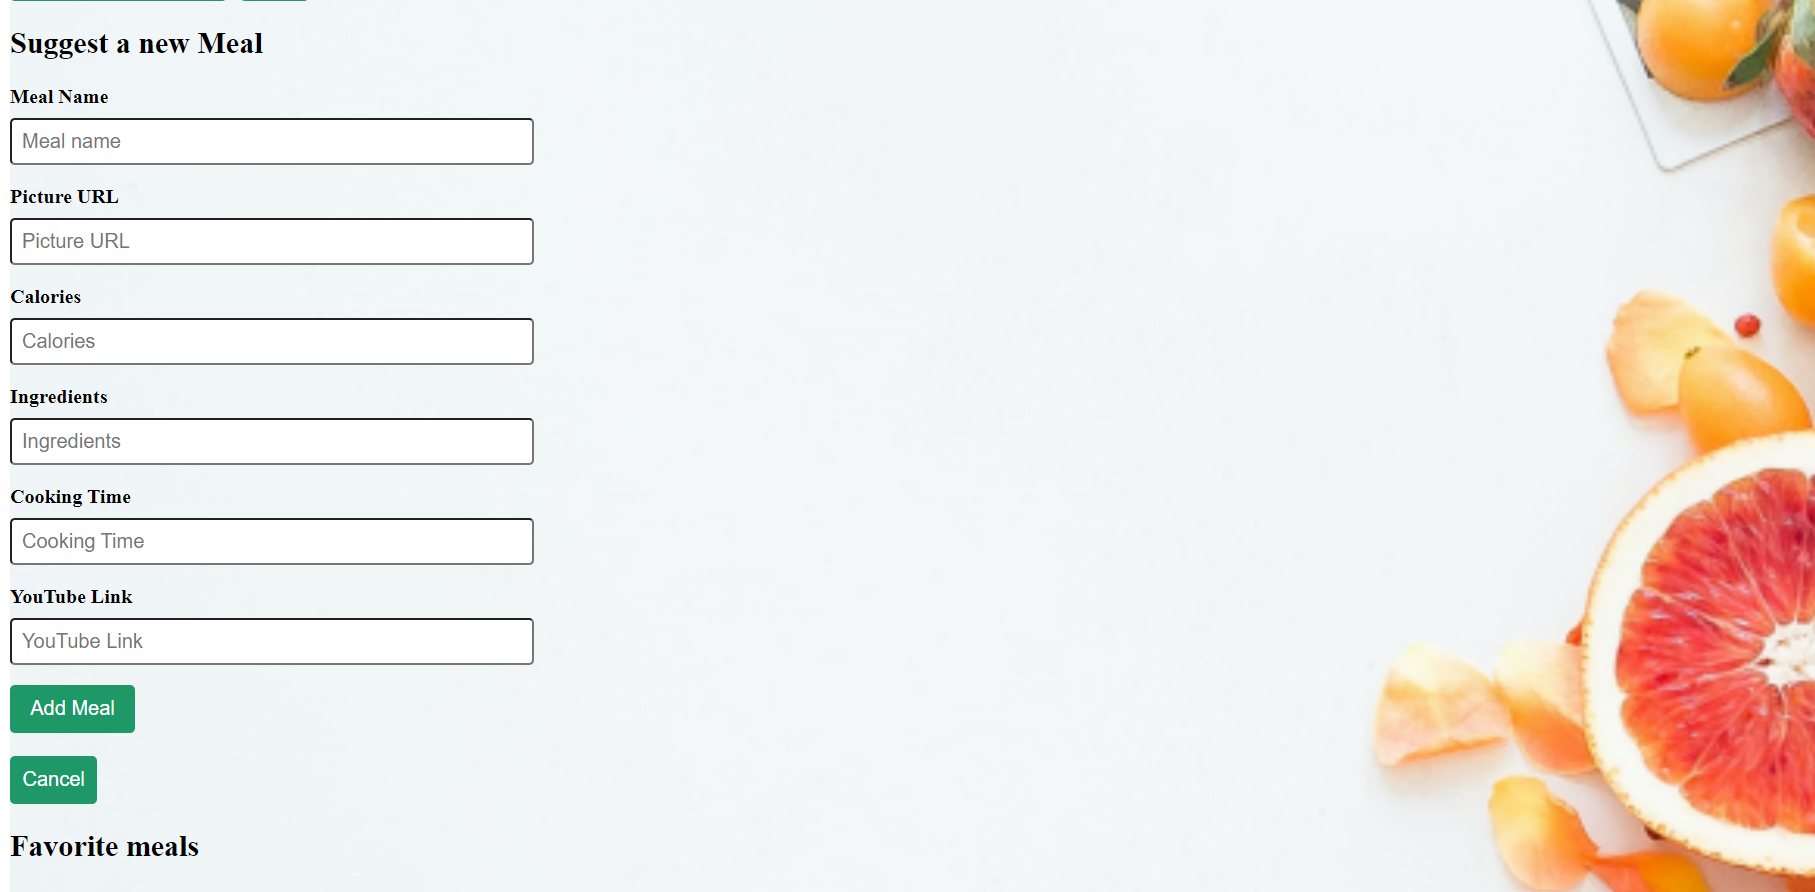 Suggest a new Meal
Meal Name
Meal name
Picture URL
Picture URL
Calories
Calories
Ingredients
Ingredients
Cooking Time
Cooking Time
YouTube Link
YouTube Link
Add Meal
Cancel
Favorite meals